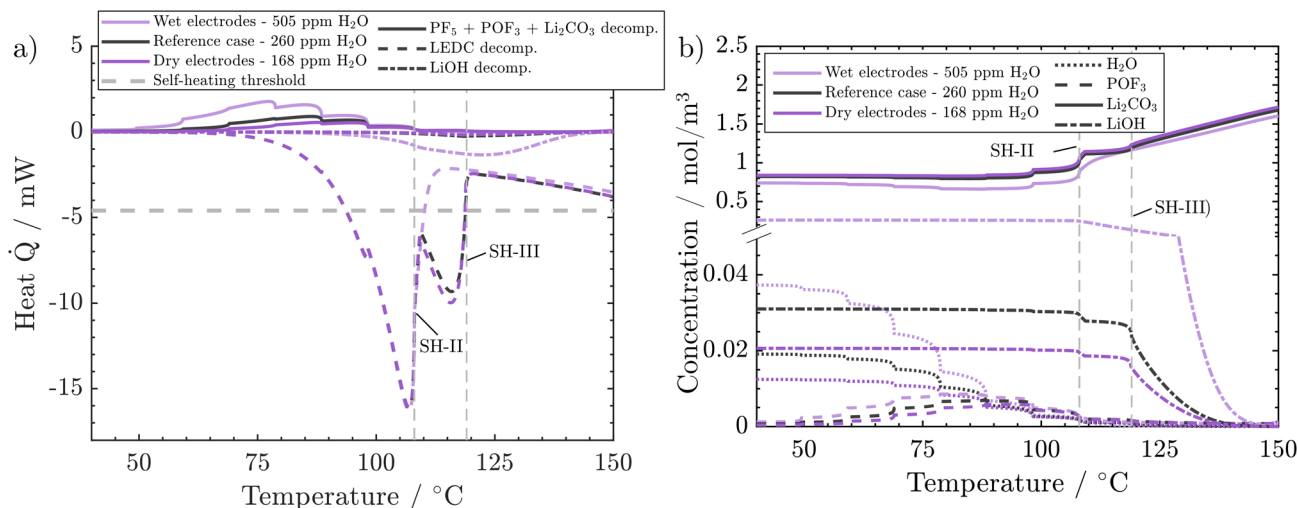 a)
Wet electrodes - 505 ppm H₂O
Reference case - 260 ppm H₂O
Dry electrodes - 168 ppm H₂O
Self-heating threshold
PF₅ + POF₃ + Li₂CO₃ decomp.
LEDC decomp.
LiOH decomp.
Heat Q̇ / mW
5
0
-5
-10
-15
SH-III
SH-II
50
75
100
125
150
Temperature / °C
b)
Wet electrodes - 505 ppm H₂O
Reference case - 260 ppm H₂O
Dry electrodes - 168 ppm H₂O
H₂O
POF₃
Li₂CO₃
LiOH
Concentration / mol/m³
2.5
2
1.5
1
0.5
0.04
0.02
0
SH-II
SH-III)
50
75
100
125
150
Temperature / °C